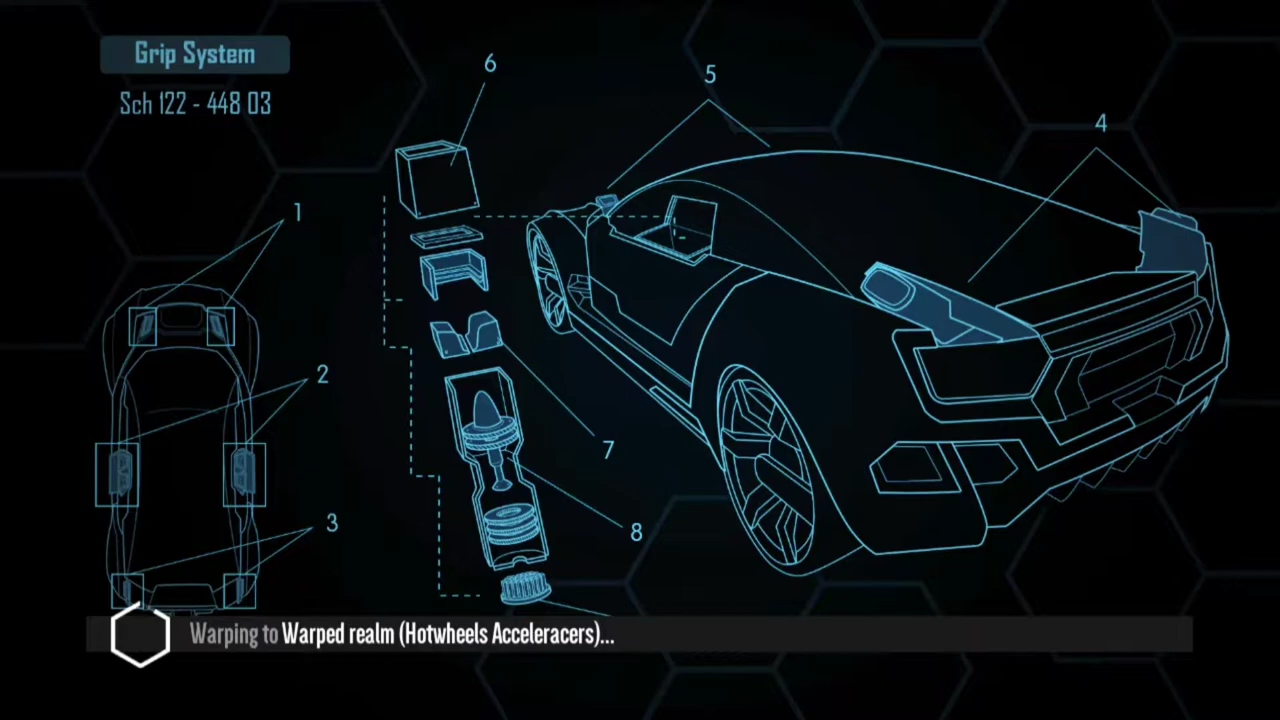 Grip System
Sch 122 - 448 03
6
5
4
1
2
7
3
8
Warping to Warped realm (Hotwheels Acceleracers)...